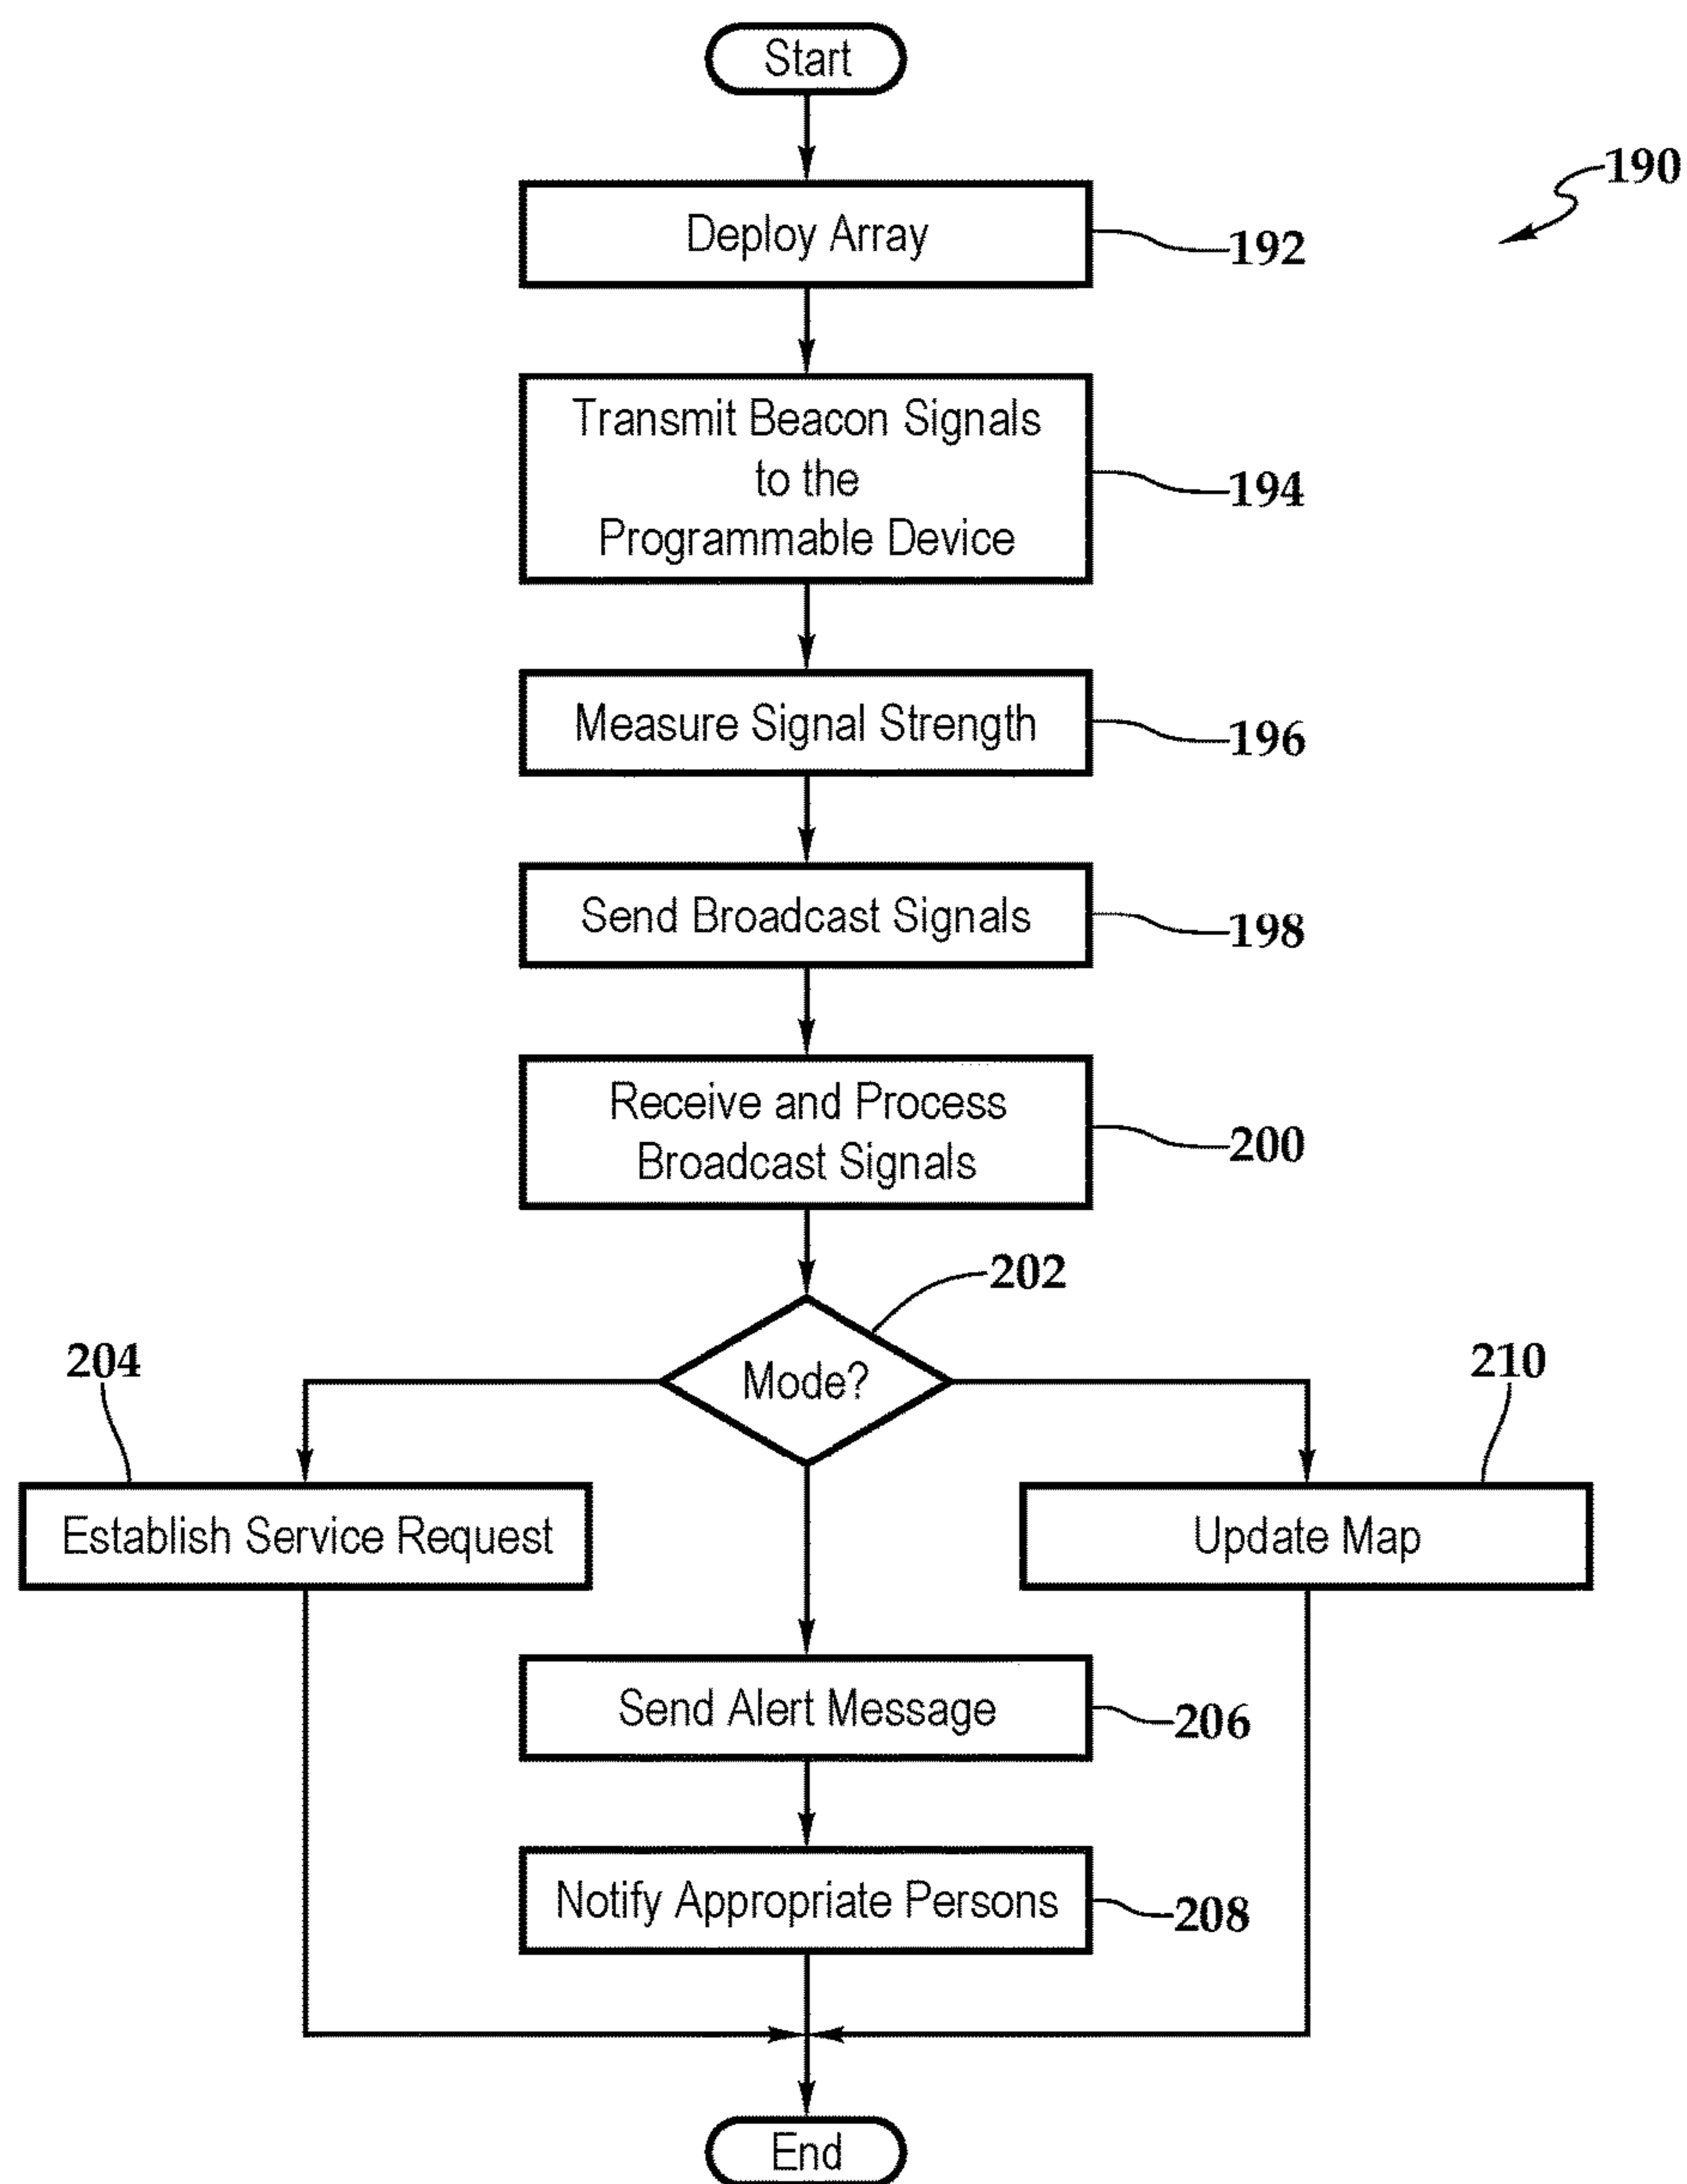 Start
190
Deploy Array
192
Transmit Beacon Signals
to the
Programmable Device
194
Measure Signal Strength
196
Send Broadcast Signals
198
Receive and Process
Broadcast Signals
200
202
Mode?
204
210
Establish Service Request
Update Map
Send Alert Message
206
Notify Appropriate Persons
208
End